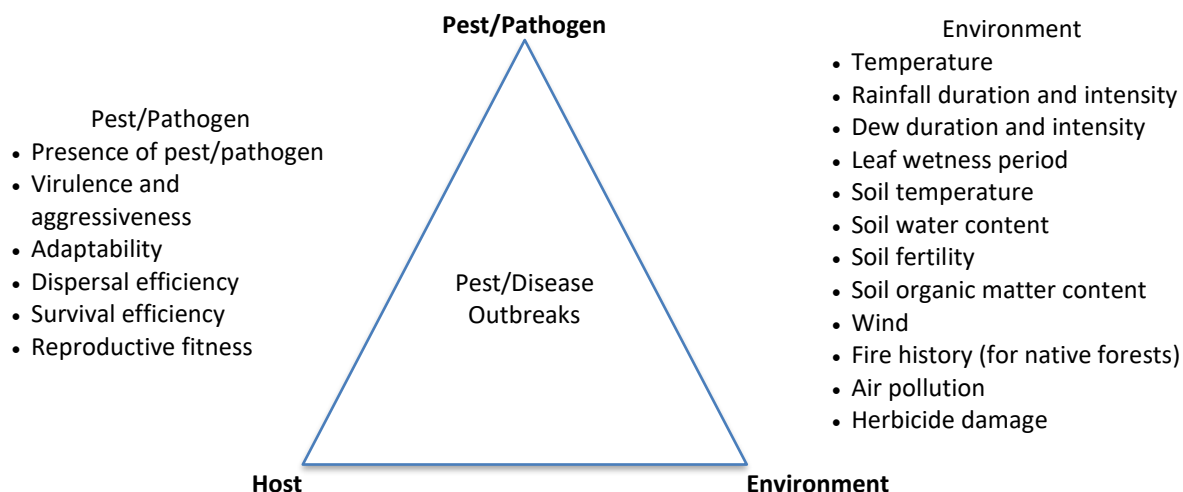 Pest/Pathogen
Pest/Pathogen
• Presence of pest/pathogen
• Virulence and
aggressiveness
• Adaptability
• Dispersal efficiency
• Survival efficiency
• Reproductive fitness
Pest/Disease
Outbreaks
Environment
• Temperature
• Rainfall duration and intensity
• Dew duration and intensity
• Leaf wetness period
• Soil temperature
• Soil water content
• Soil fertility
• Soil organic matter content
• Wind
• Fire history (for native forests)
• Air pollution
• Herbicide damage
Host
Environment